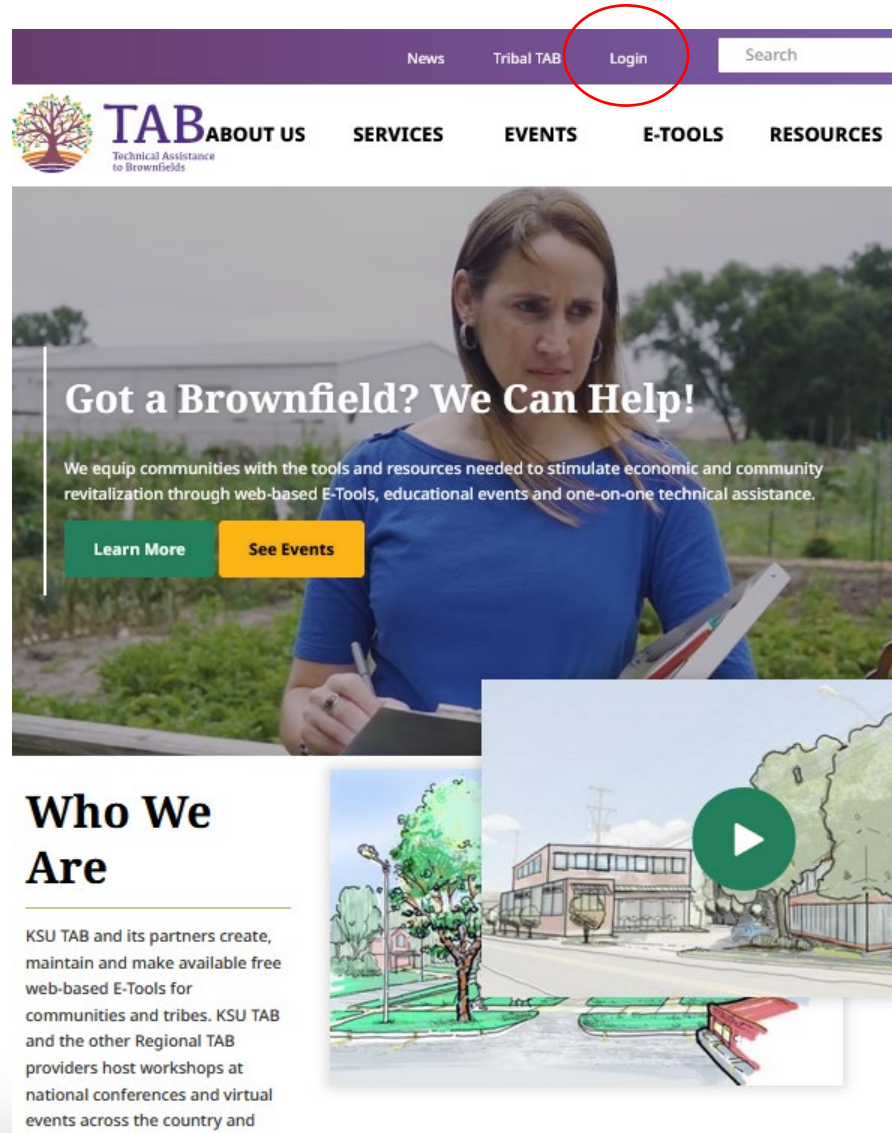 News Tribal TAB Login Search
TAB
Technical Assistance
to Brownfields
ABOUT US SERVICES EVENTS E-TOOLS RESOURCES
Got a Brownfield? We Can Help!
We equip communities with the tools and resources needed to stimulate economic and community
revitalization through web-based E-Tools, educational events and one-on-one technical assistance.
Learn More See Events
Who We
Are
KSU TAB and its partners create,
maintain and make available free
web-based E-Tools for
communities and tribes. KSU TAB
and the other Regional TAB
providers host workshops at
national conferences and virtual
events across the country and